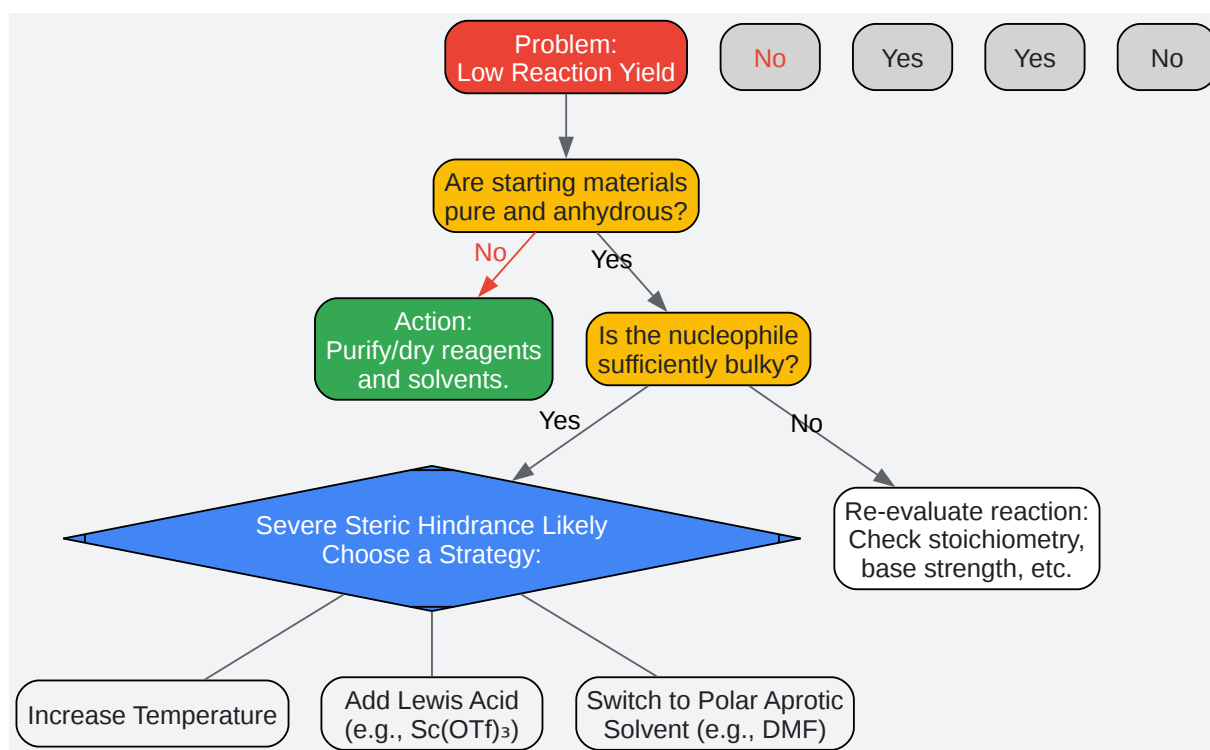 Problem:
Low Reaction Yield
No
Yes
Yes
No
Are starting materials
pure and anhydrous?
No
Yes
Action:
Purify/dry reagents
and solvents.
Is the nucleophile
sufficiently bulky?
Yes
No
Severe Steric Hindrance Likely
Choose a Strategy:
Re-evaluate reaction:
Check stoichiometry,
base strength, etc.
Increase Temperature
Add Lewis Acid
(e.g., Sc(OTf)₃)
Switch to Polar Aprotic
Solvent (e.g., DMF)